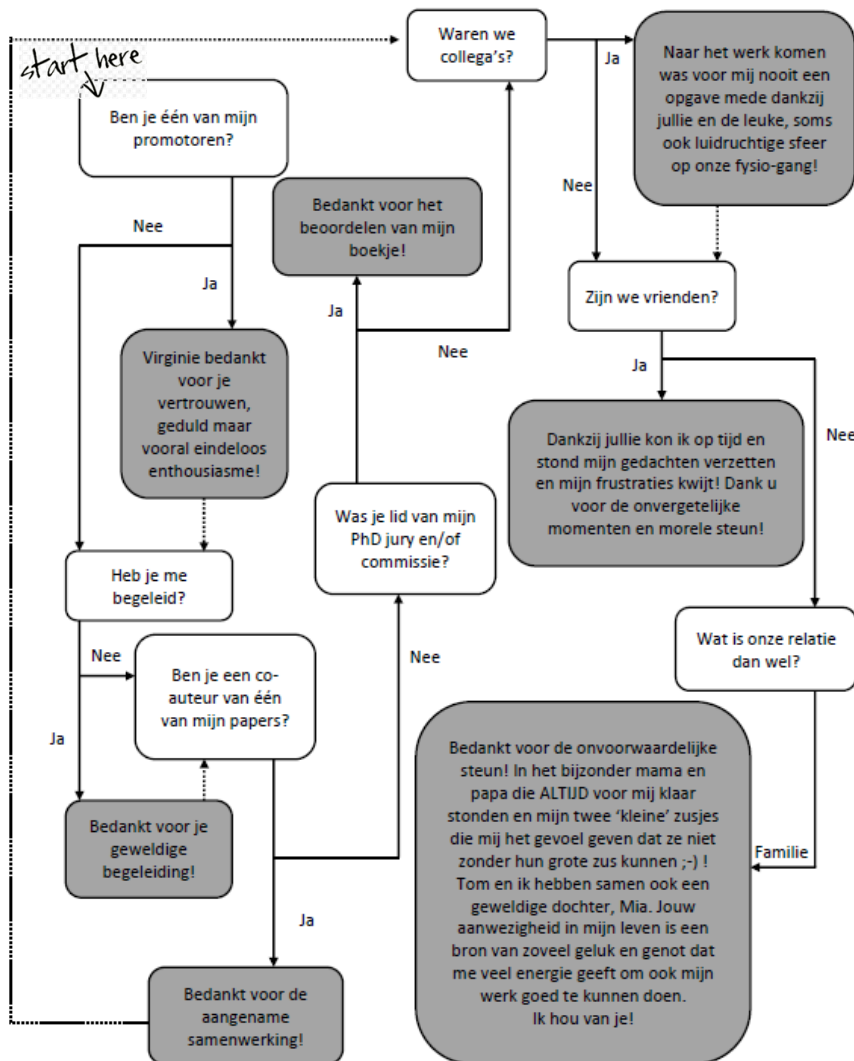 start here
Ben je één van mijn
promotoren?
Nee
Ja
Virginie bedankt
voor je
vertrouwen,
geduld maar
vooral eindeloos
enthousiasme!
Heb je me
begeleid?
Nee
Ja
Bedankt voor je
geweldige
begeleiding!
Ben je een co-
auteur van één
van mijn papers?
Nee
Ja
Bedankt voor de
aangename
samenwerking!
Was je lid van mijn
PhD jury en/of
commissie?
Ja
Nee
Bedankt voor het
beoordelen van mijn
boekje!
Waren we
collega's?
Ja
Nee
Naar het werk komen
was voor mij nooit een
opgave mede dankzij
jullie en de leuke, soms
ook luidruchtige sfeer
op onze fysio-gang!
Zijn we vrienden?
Ja
Nee
Dankzij jullie kon ik op tijd en
stond mijn gedachten verzetten
en mijn frustraties kwijt! Dank u
voor de onvergetelijke
momenten en morele steun!
Wat is onze relatie
dan wel?
Familie
Bedankt voor de onvoorwaardelijke
steun! In het bijzonder mama en
papa die ALTIJD voor mij klaar
stonden en mijn twee ‘kleine’ zusjes
die mij het gevoel geven dat ze niet
zonder hun grote zus kunnen ;-) !
Tom en ik hebben samen ook een
geweldige dochter, Mia. Jouw
aanwezigheid in mijn leven is een
bron van zoveel geluk en genot dat
me veel energie geeft om ook mijn
werk goed te kunnen doen.
Ik hou van je!